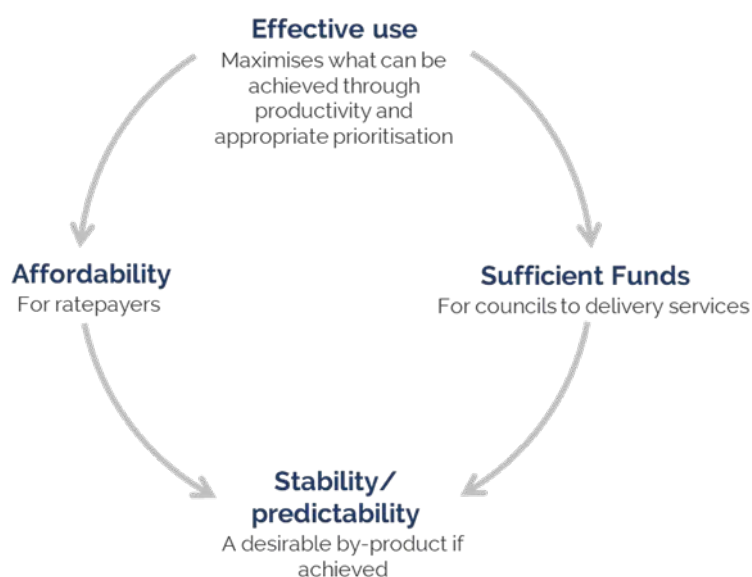 Effective use
Maximises what can be
achieved through
productivity and
appropriate prioritisation
Affordability
For ratepayers
Sufficient Funds
For councils to delivery services
Stability/
predictability
A desirable by-product if
achieved